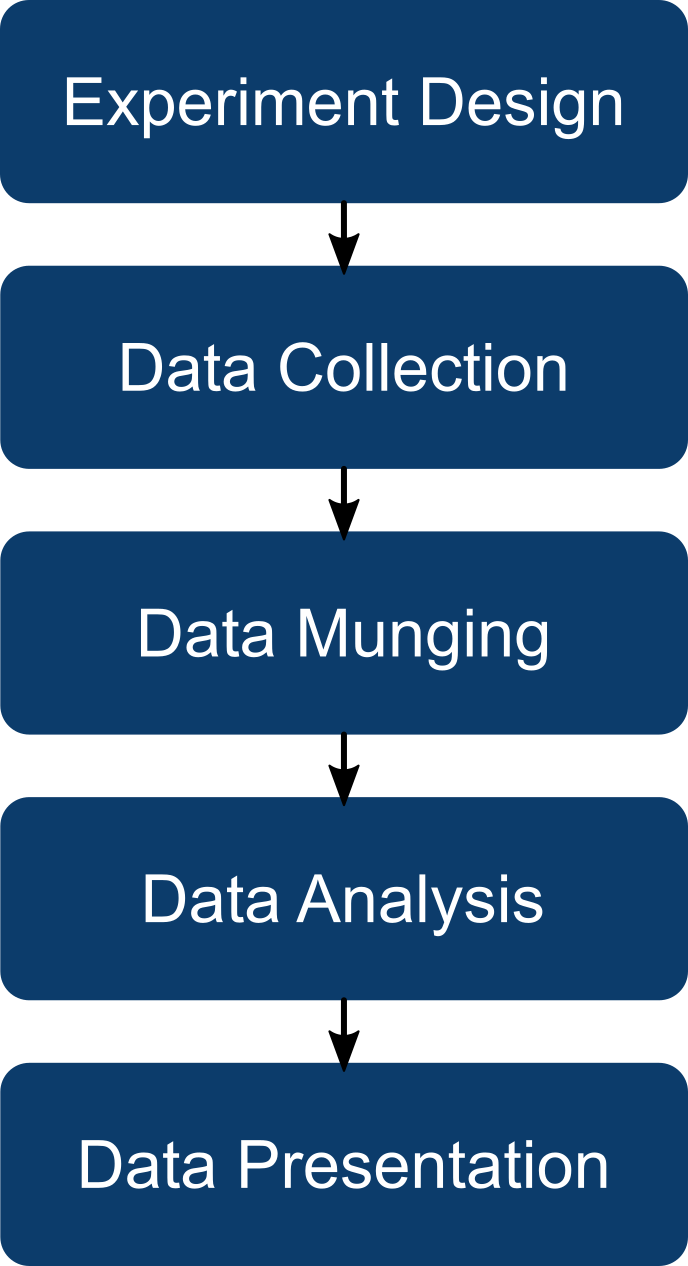 Experiment Design
Data Collection
Data Munging
Data Analysis
Data Presentation